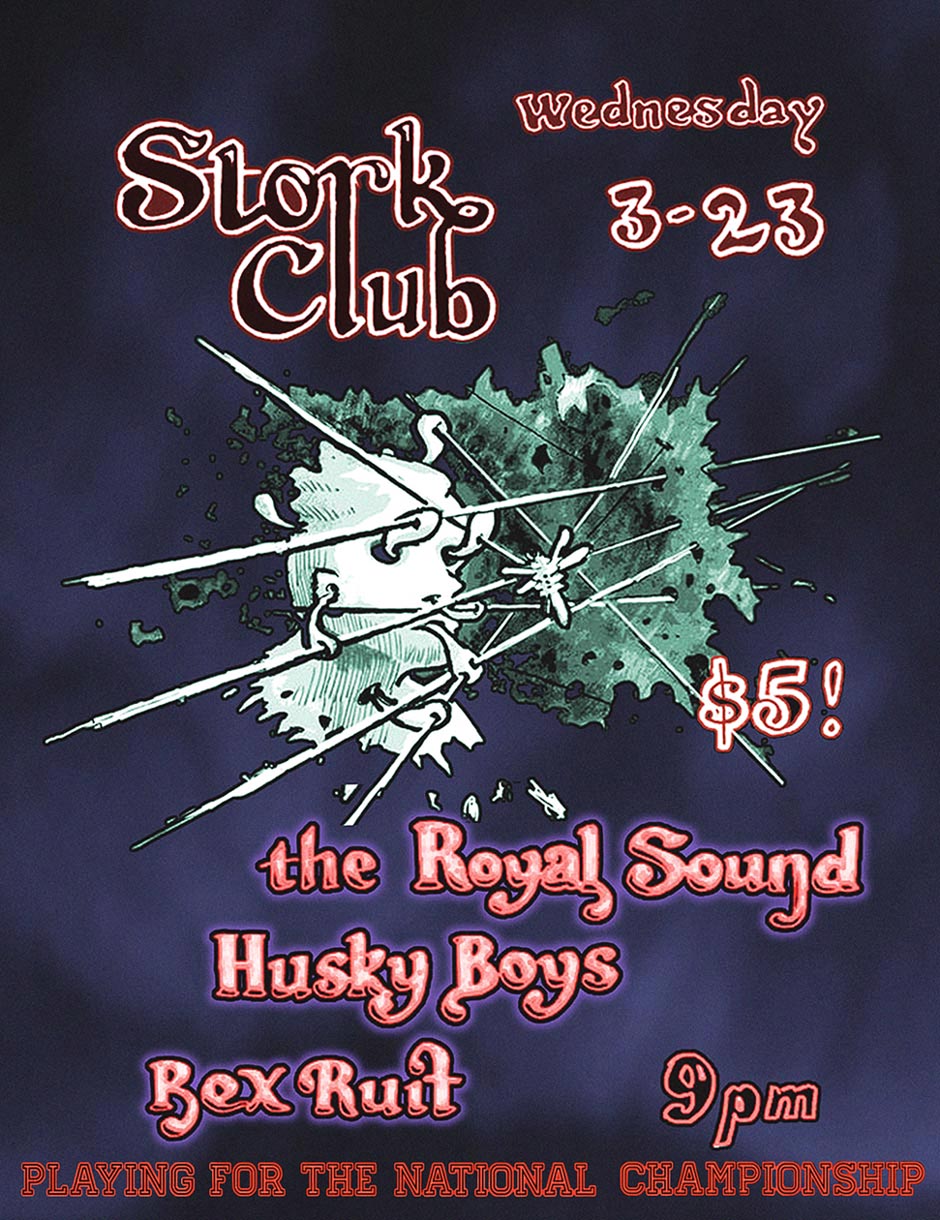 Wednesday
Stork
Club
3-23
$5!
the Royal Sound
Husky Boys
Rex Ruit
9pm
PLAYING FOR THE NATIONAL CHAMPIONSHIP